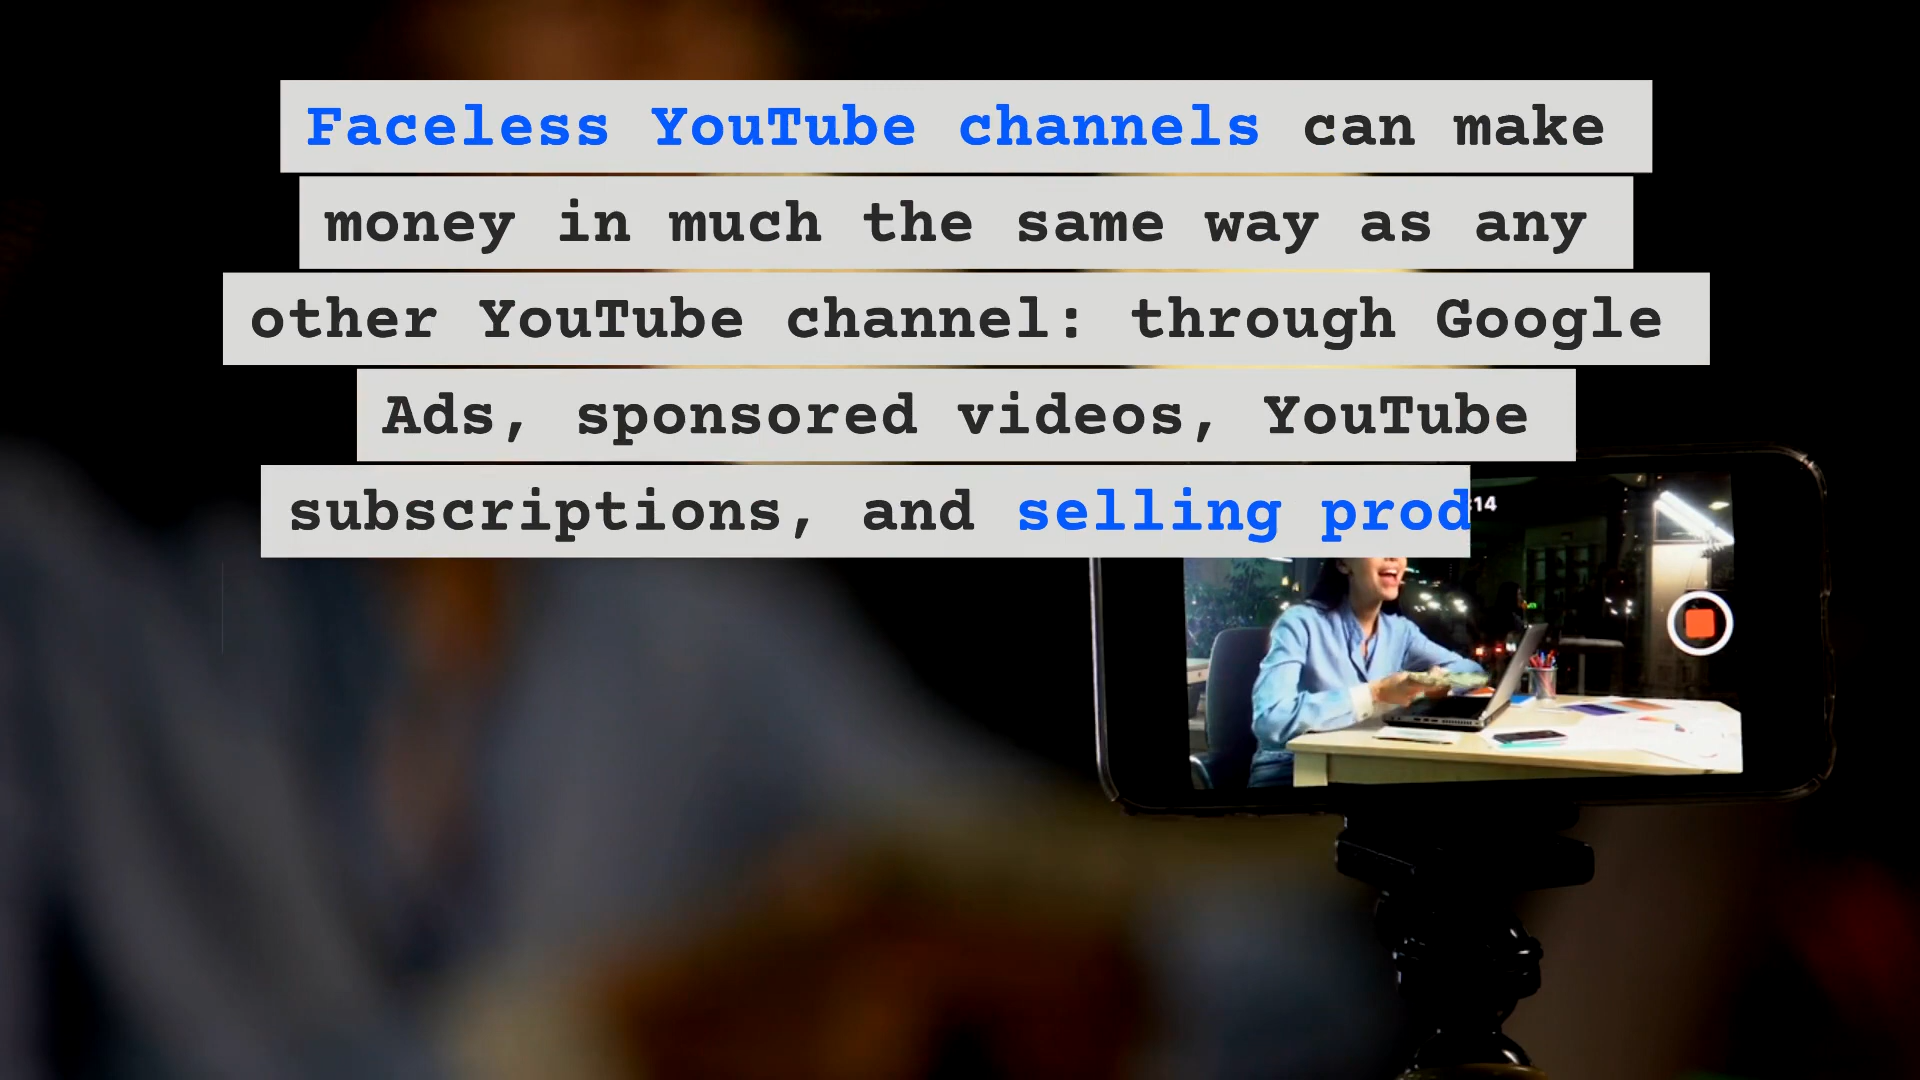 Faceless YouTube channels can make
money in much the same way as any
other YouTube channel: through Google
Ads, sponsored videos, YouTube
subscriptions, and selling prod
:14